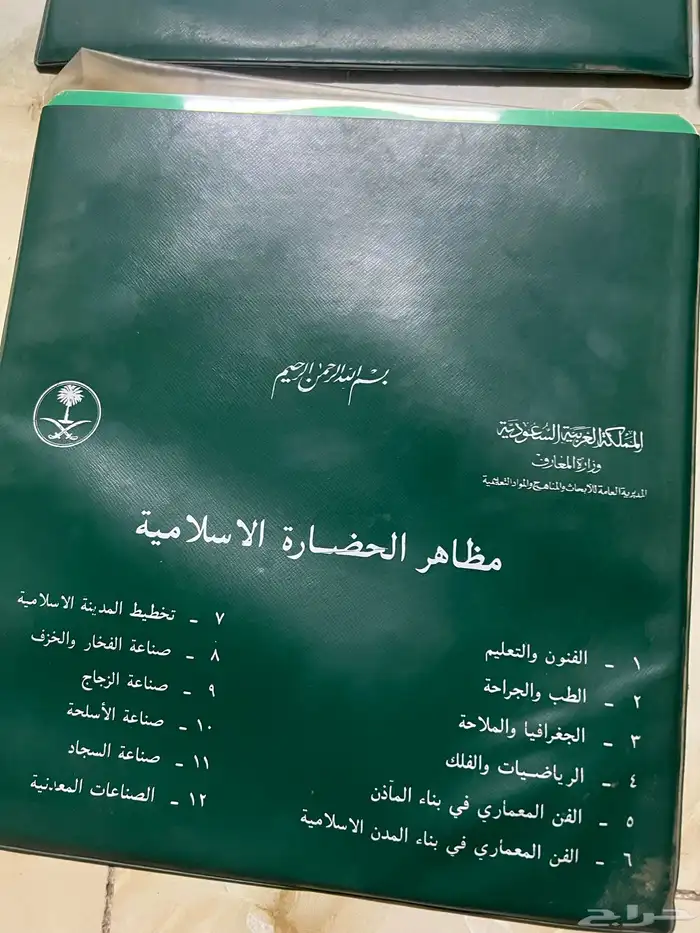 بسم الله الرحمن الرحيم
المملكة العربية السعودية
وزارة المعارف
المديرية العامة للأبحاث والمناهج والمواد التعليمية
مظاهر الحضارة الاسلامية
١ - الفنون والتعليم
٢ - الطب والجراحة
٣ - الجغرافيا والملاحة
٤ - الرياضيات والفلك
٥ - الفن المعماري في بناء المآذن
٦ - الفن المعماري في بناء المدن الاسلامية
٧ - تخطيط المدينة الاسلامية
٨ - صناعة الفخار والخزف
٩ - صناعة الزجاج
١٠ - صناعة الأسلحة
١١ - صناعة السجاد
١٢ - الصناعات المعدنية
حراج